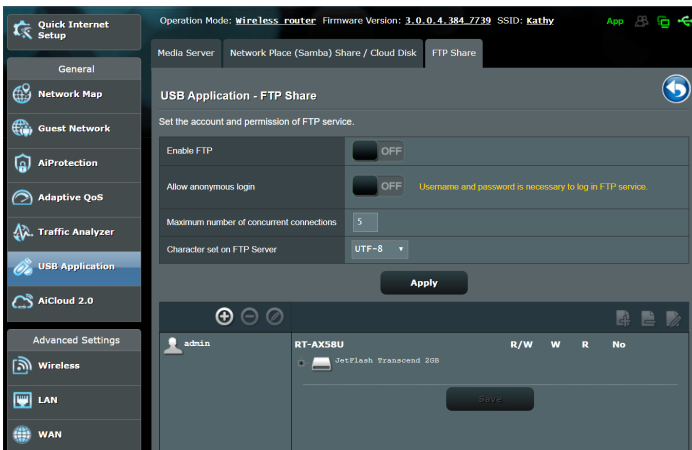 Quick Internet
Setup
Operation Mode: Wireless router Firmware Version: 3.0.0.4.384_7739 SSID: Kathy
App
Media Server
Network Place (Samba) Share / Cloud Disk
FTP Share
General
Network Map
Guest Network
AiProtection
Adaptive QoS
Traffic Analyzer
USB Application
AiCloud 2.0
Advanced Settings
Wireless
LAN
WAN
USB Application - FTP
Share
Set the account and permission of FTP service.
Enable FTP
OFF
Allow anonymous login
OFF
Username and password is necessary to log in FTP service.
Maximum number of concurrent connections
5
Character set on FTP Server
UTF-8
Apply
admin
RT-AX58U
R/W W R No
JetFlash Transcend 2GB
Save